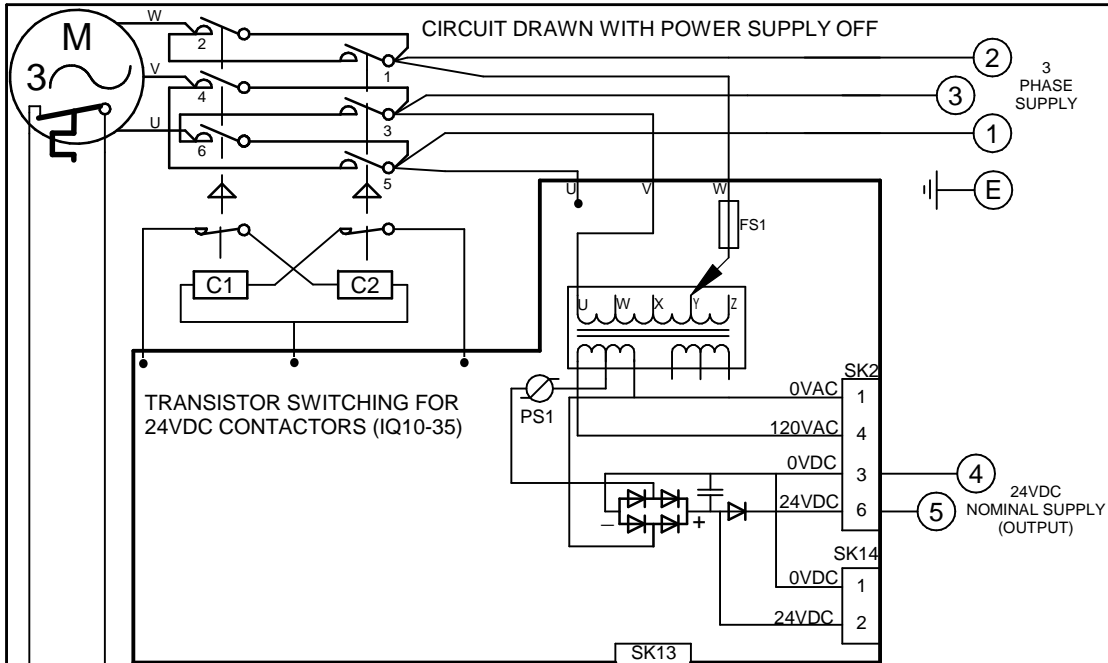 CIRCUIT DRAWN WITH POWER SUPPLY OFF
W
M
3
V
U
2
1
4
3
6
5
2
3
1
E
3
PHASE
SUPPLY
U
V
W
FS1
C1
C2
U
W
X
Y
Z
TRANSISTOR SWITCHING FOR
24VDC CONTACTORS (IQ10-35)
PS1
SK2
0VAC
1
120VAC
4
0VDC
3
24VDC
6
4
5
24VDC
NOMINAL SUPPLY
(OUTPUT)
–
+
SK14
0VDC
1
24VDC
2
SK13